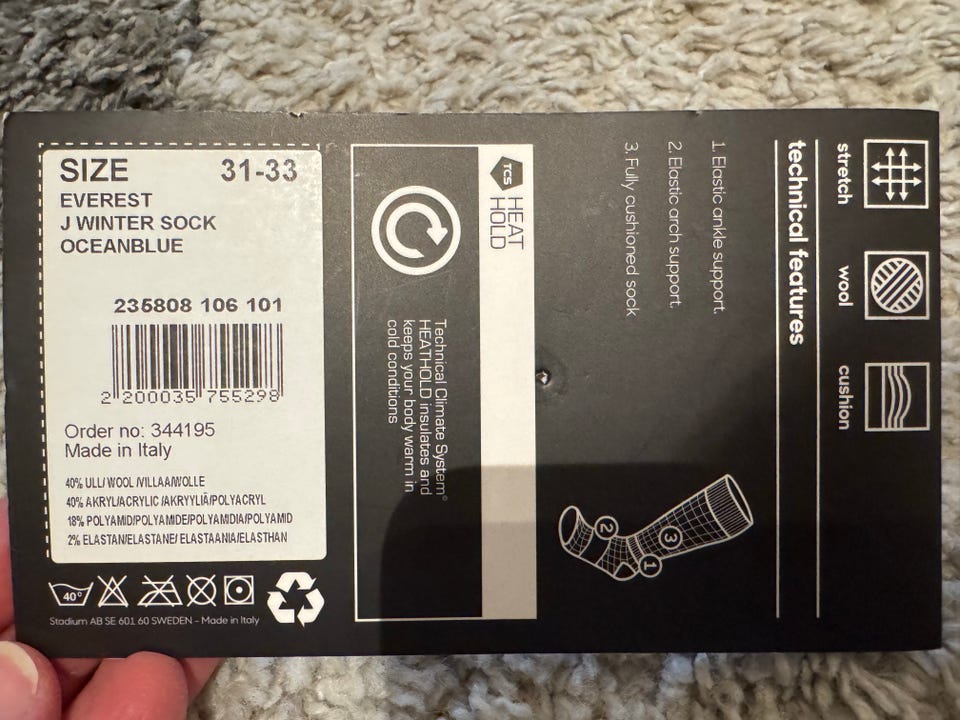 SIZE 31-33
EVEREST
J WINTER SOCK
OCEANBLUE
235808 106 101
2 200035 755298
Order no: 344195
Made in Italy
40% ULL/ WOOL /VILLAA/WOLLE
40% AKRYL/ACRYLIC /AKRYYLIÄ/POLYACRYL
18% POLYAMID/POLYAMIDE/POLYAMIDIA/POLYAMID
2% ELASTAN/ELASTANE/ ELASTAANIA/ELASTHAN
40°
Stadium AB SE 601 60 SWEDEN - Made in Italy
TCS
HEAT
HOLD
Technical Climate System®
HEATHOLD insulates and
keeps your body warm in
cold conditions
stretch
wool
cushion
technical features
1. Elastic ankle support.
2. Elastic arch support.
3. Fully cushioned sock
2
3
1